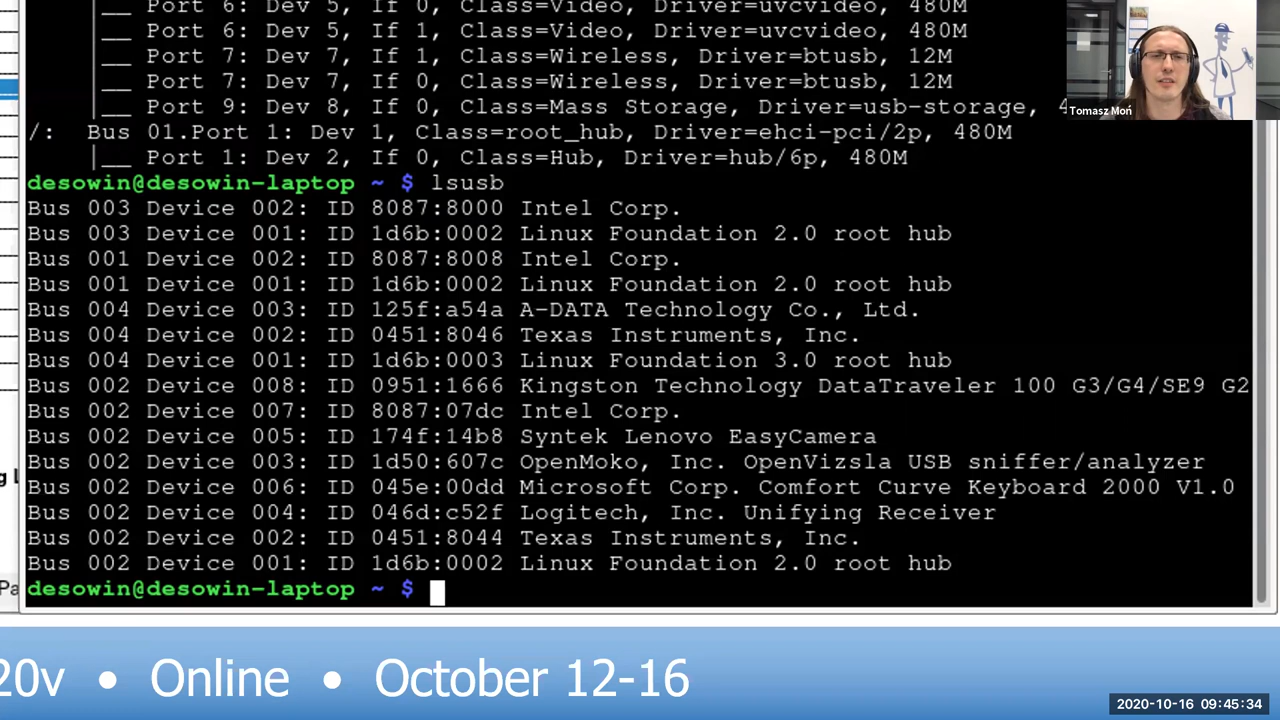 |__ Port 6: Dev 5, If 0, Class=Video, Driver=uvcvideo, 480M
|__ Port 6: Dev 5, If 1, Class=Video, Driver=uvcvideo, 480M
|__ Port 7: Dev 7, If 1, Class=Wireless, Driver=btusb, 12M
|__ Port 7: Dev 7, If 0, Class=Wireless, Driver=btusb, 12M
|__ Port 9: Dev 8, If 0, Class=Mass Storage, Driver=usb-storage, 4
/:  Bus 01.Port 1: Dev 1, Class=root_hub, Driver=ehci-pci/2p, 480M
|__ Port 1: Dev 2, If 0, Class=Hub, Driver=hub/6p, 480M
desowin@desowin-laptop ~ $ lsusb
Bus 003 Device 002: ID 8087:8000 Intel Corp.
Bus 003 Device 001: ID 1d6b:0002 Linux Foundation 2.0 root hub
Bus 001 Device 002: ID 8087:8008 Intel Corp.
Bus 001 Device 001: ID 1d6b:0002 Linux Foundation 2.0 root hub
Bus 004 Device 003: ID 125f:a54a A-DATA Technology Co., Ltd.
Bus 004 Device 002: ID 0451:8046 Texas Instruments, Inc.
Bus 004 Device 001: ID 1d6b:0003 Linux Foundation 3.0 root hub
Bus 002 Device 008: ID 0951:1666 Kingston Technology DataTraveler 100 G3/G4/SE9 G2
Bus 002 Device 007: ID 8087:07dc Intel Corp.
Bus 002 Device 005: ID 174f:14b8 Syntek Lenovo EasyCamera
Bus 002 Device 003: ID 1d50:607c OpenMoko, Inc. OpenVizsla USB sniffer/analyzer
Bus 002 Device 006: ID 045e:00dd Microsoft Corp. Comfort Curve Keyboard 2000 V1.0
Bus 002 Device 004: ID 046d:c52f Logitech, Inc. Unifying Receiver
Bus 002 Device 002: ID 0451:8044 Texas Instruments, Inc.
Bus 002 Device 001: ID 1d6b:0002 Linux Foundation 2.0 root hub
desowin@desowin-laptop ~ $
Tomasz Moń
g L
Pa
20v • Online • October 12-16
2020-10-16 09:45:34